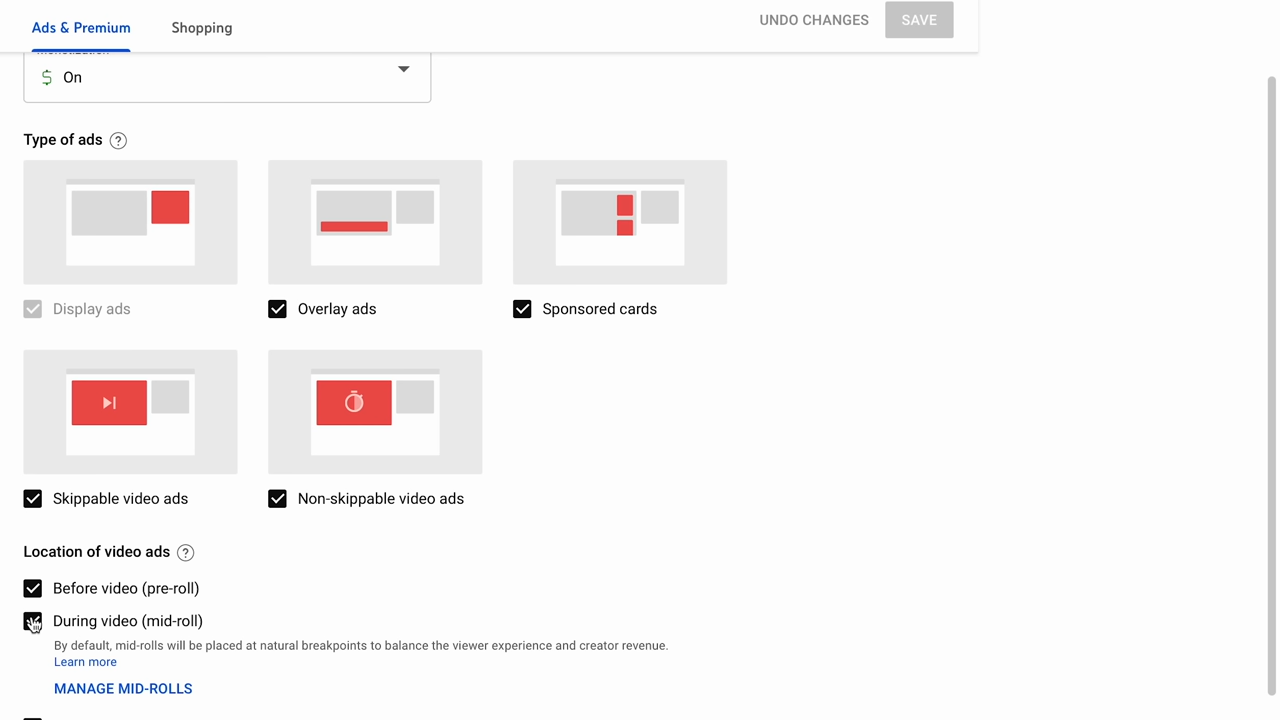 Ads & Premium
Shopping
UNDO CHANGES
SAVE
Monetization
On
Type of ads
Display ads
Overlay ads
Sponsored cards
Skippable video ads
Non-skippable video ads
Location of video ads
Before video (pre-roll)
During video (mid-roll)
By default, mid-rolls will be placed at natural breakpoints to balance the viewer experience and creator revenue.
Learn more
MANAGE MID-ROLLS